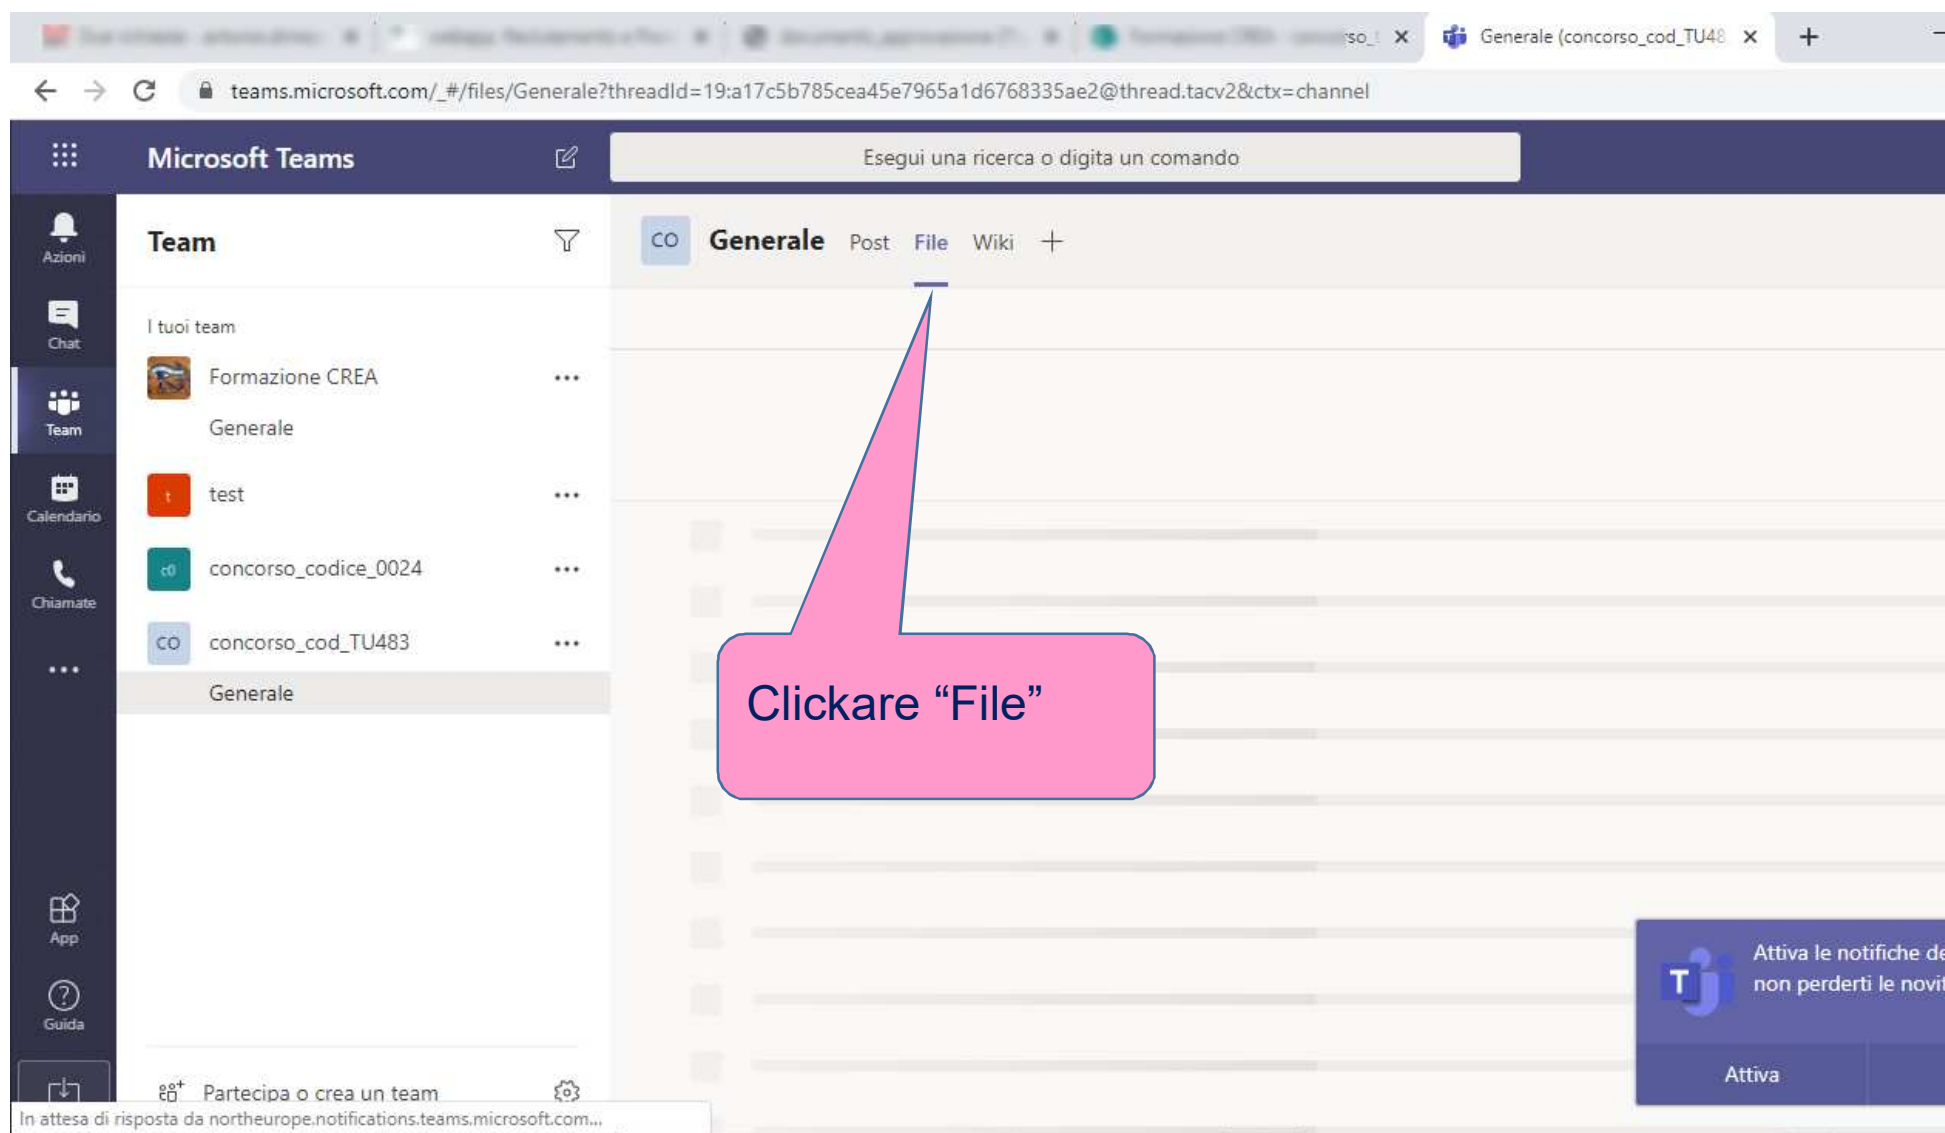 so_t
Generale (concorso_cod_TU48
teams.microsoft.com/_#/files/Generale?threadId=19:a17c5b785cea45e7965a1d6768335ae2@thread.tacv2&ctx=channel
Microsoft Teams
Esegui una ricerca o digita un comando
Azioni
Team
CO Generale Post File Wiki
Chat
I tuoi team
Formazione CREA
Team
Generale
t test
Calendario
c0 concorso_codice_0024
Chiamate
CO concorso_cod_TU483
Generale
Clickare “File”
App
Attiva le notifiche de
T
non perderti le novit
Guida
Attiva
Partecipa o crea un team
In attesa di risposta da northeurope.notifications.teams.microsoft.com...